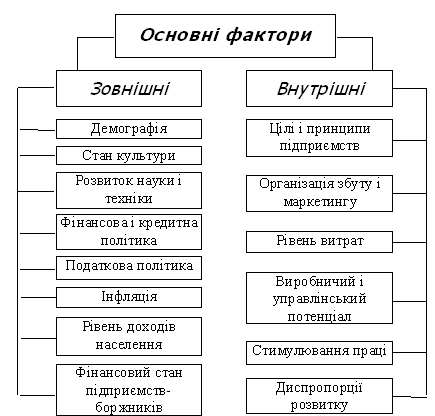 Основні фактори
Зовнішні
Демографія
Стан культури
Розвиток науки і
техніки
Фінансова і кредитна
політика
Податкова політика
Інфляція
Рівень доходів
населення
Фінансовий стан
підприємств-
боржників
Внутрішні
Цілі і принципи
підприємств
Організація збуту і
маркетингу
Рівень витрат
Виробничий і
управлінський
потенціал
Стимулювання праці
Диспропорції
розвитку